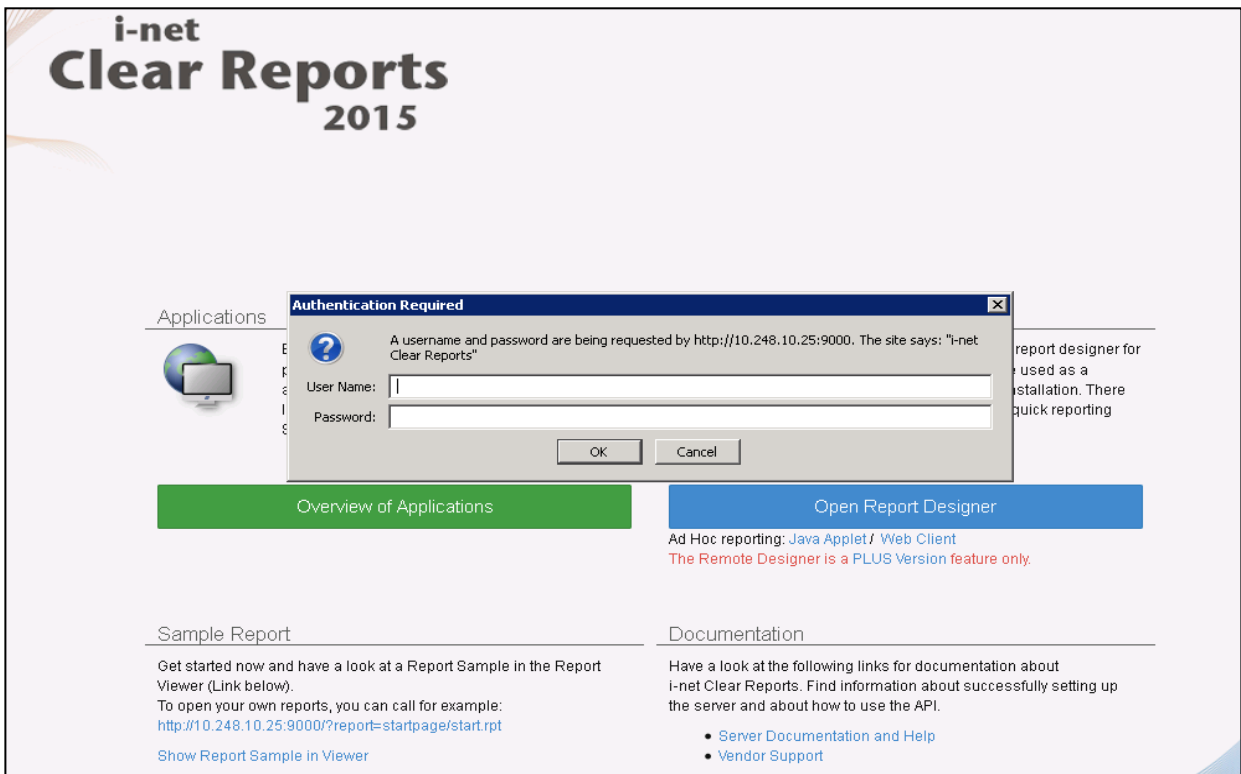 i-net
Clear Reports
2015
Applications
Authentication Required
A username and password are being requested by http://10.248.10.25:9000. The site says: "i-net
Clear Reports"
User Name:
Password:
OK
Cancel
report designer for
used as a
There
quick reporting
Overview of Applications
Open Report Designer
Ad Hoc reporting: Java Applet / Web Client
The Remote Designer is a PLUS Version feature only.
Sample Report
Get started now and have a look at a Report Sample in the Report
Viewer (Link below).
To open your own reports, you can call for example:
http://10.248.10.25:9000/?report=startpage/start.rpt
Show Report Sample in Viewer
Documentation
Have a look at the following links for documentation about
i-net Clear Reports. Find information about successfully setting up
the server and about how to use the API.
Server Documentation and Help
Vendor Support